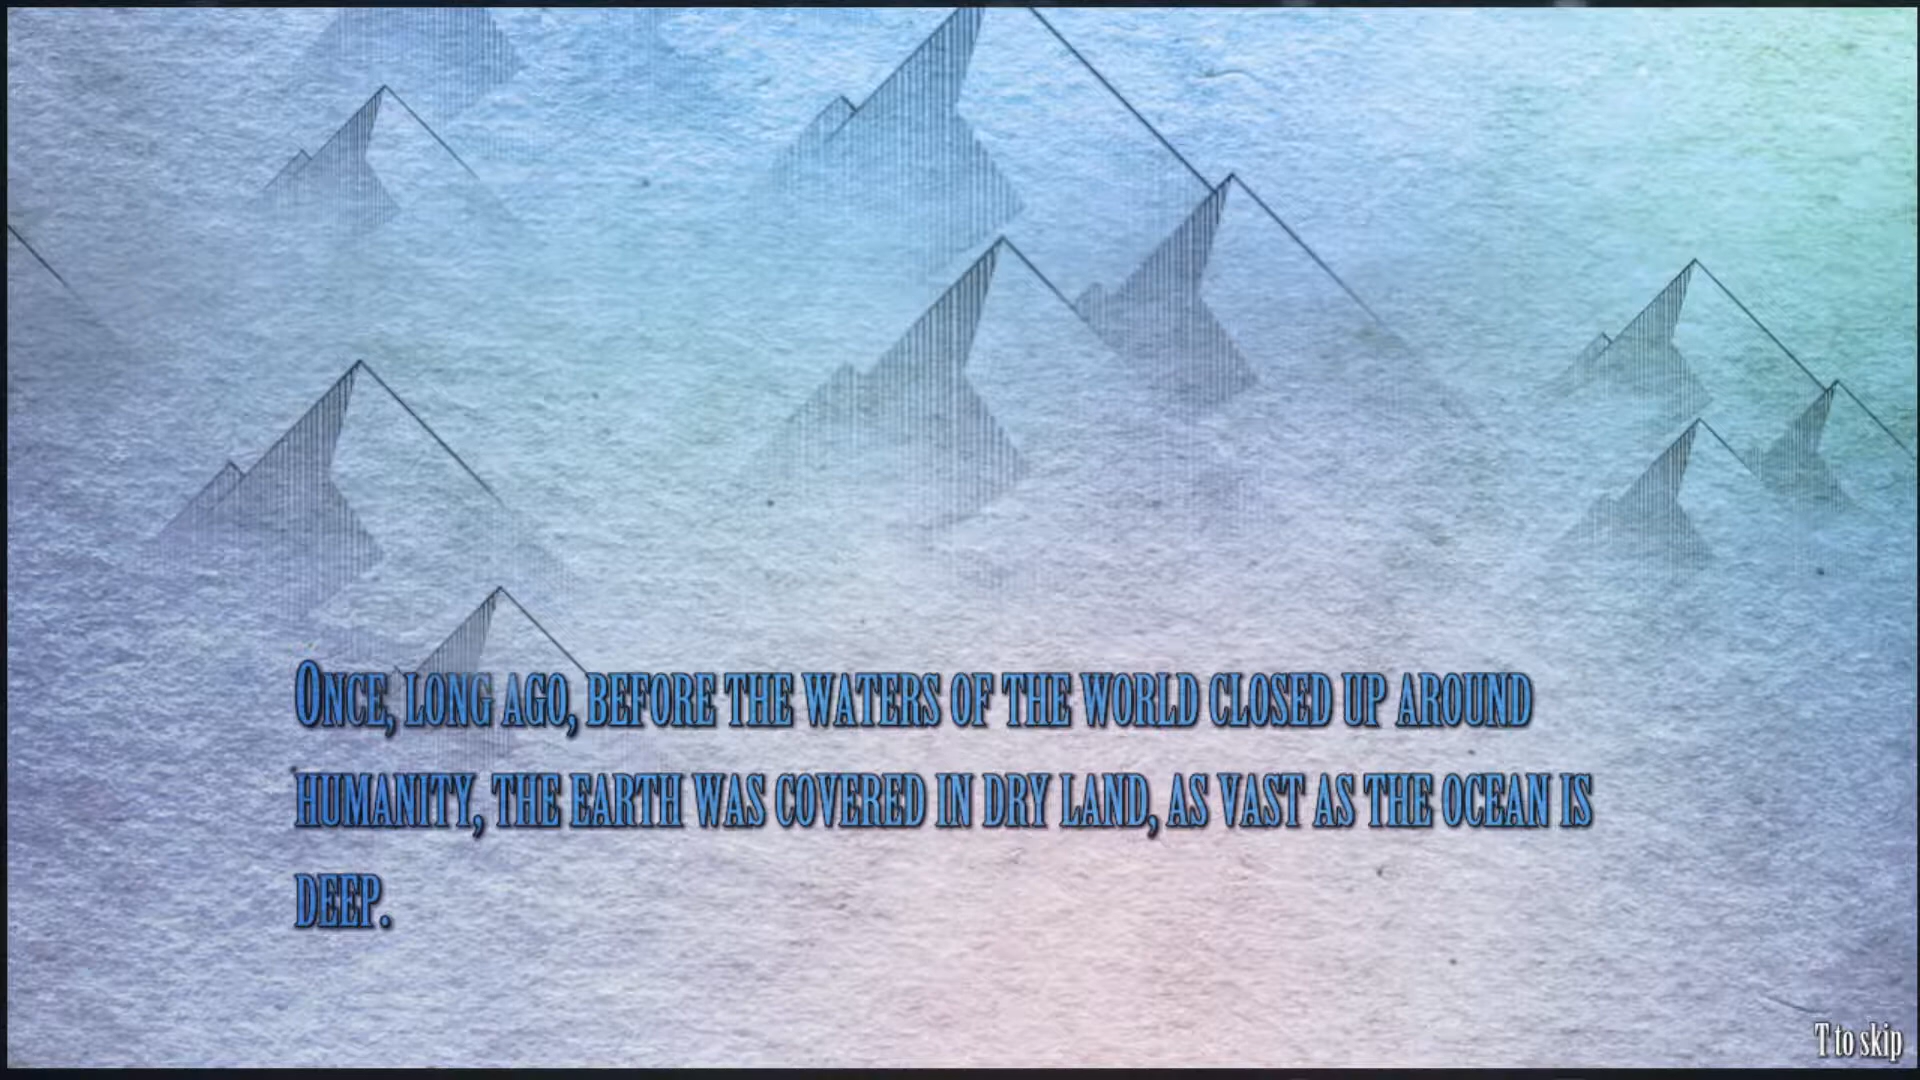 Once, long ago, before the waters of the world closed up around
humanity, the earth was covered in dry land, as vast as the ocean is
deep.
T to skip